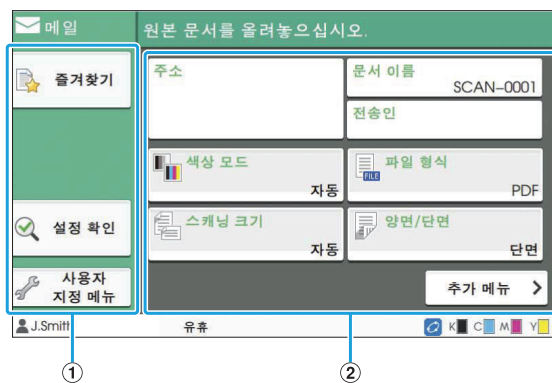 메일
원본 문서를 올려놓으십시오.
즐겨찾기
설정 확인
사용자
지정 메뉴
주소
문서 이름
SCAN-0001
전송인
색상 모드
자동
파일 형식
FILE
PDF
스캐닝 크기
자동
양면/단면
단면
추가 메뉴
J.Smith
유휴
K C M Y
① ②